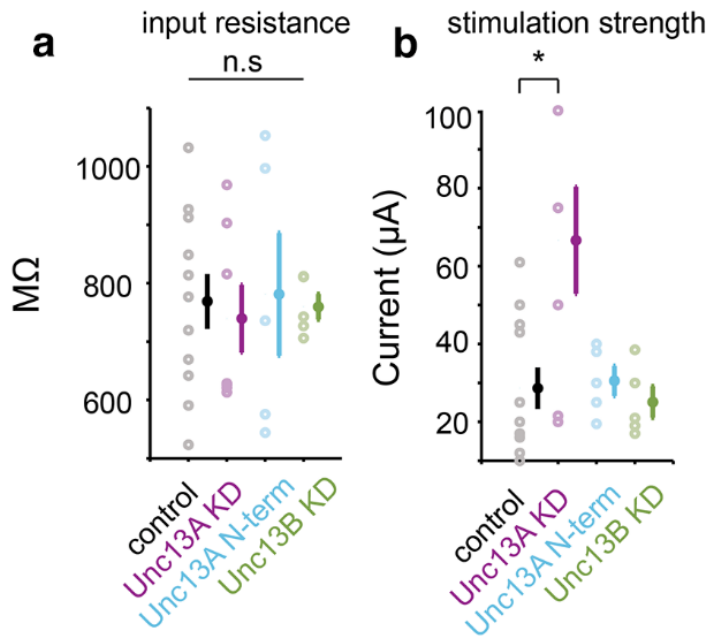 a
input resistance
n.s
MΩ
1000
800
600
control
Unc13A KD
Unc13A N-term
Unc13B KD
b
stimulation strength
*
Current (μA)
100
80
60
40
20
control
Unc13A KD
Unc13A N-term
Unc13B KD